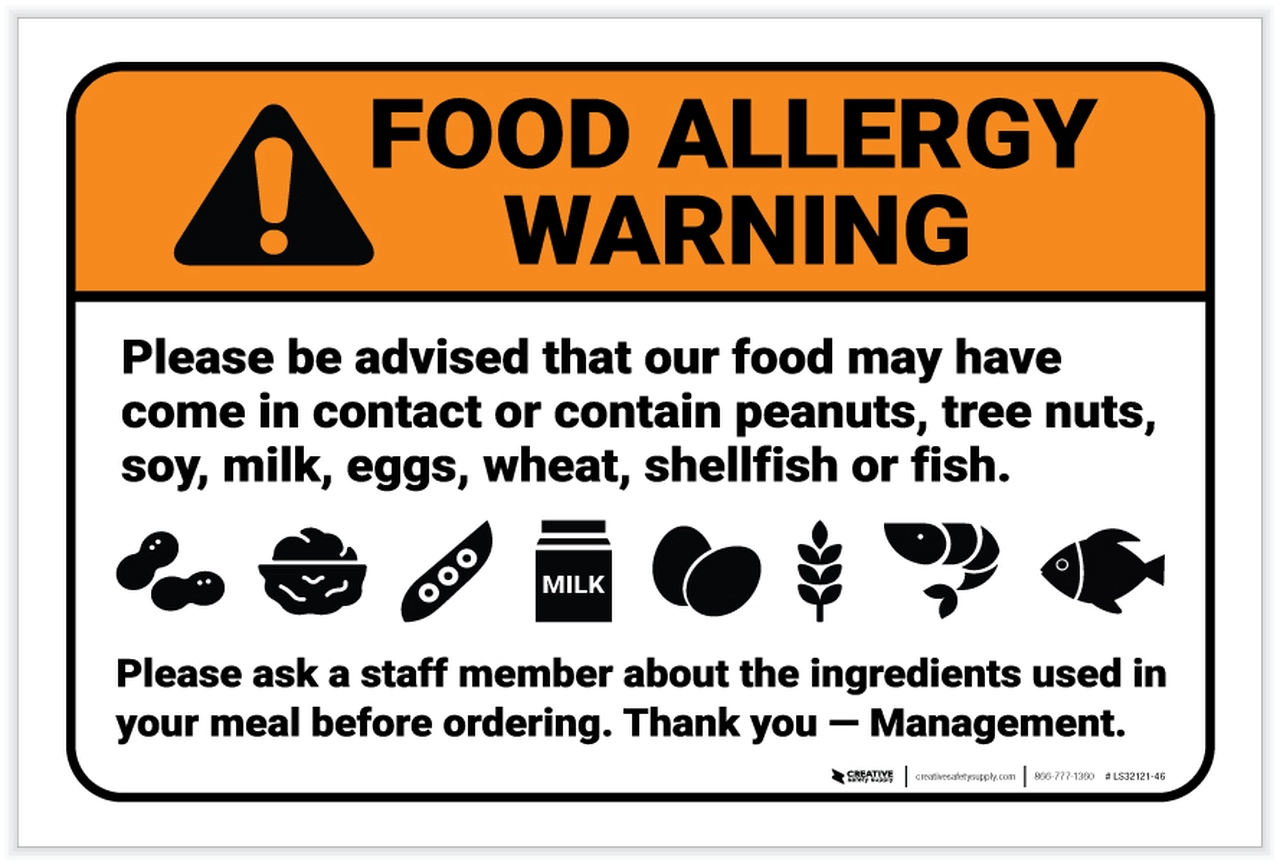 FOOD ALLERGY
WARNING
Please be advised that our food may have
come in contact or contain peanuts, tree nuts,
soy, milk, eggs, wheat, shellfish or fish.
MILK
Please ask a staff member about the ingredients used in
your meal before ordering. Thank you — Management.
CREATIVE safety supply | creativesafetysupply.com | 866-777-1360 # LS32121-46